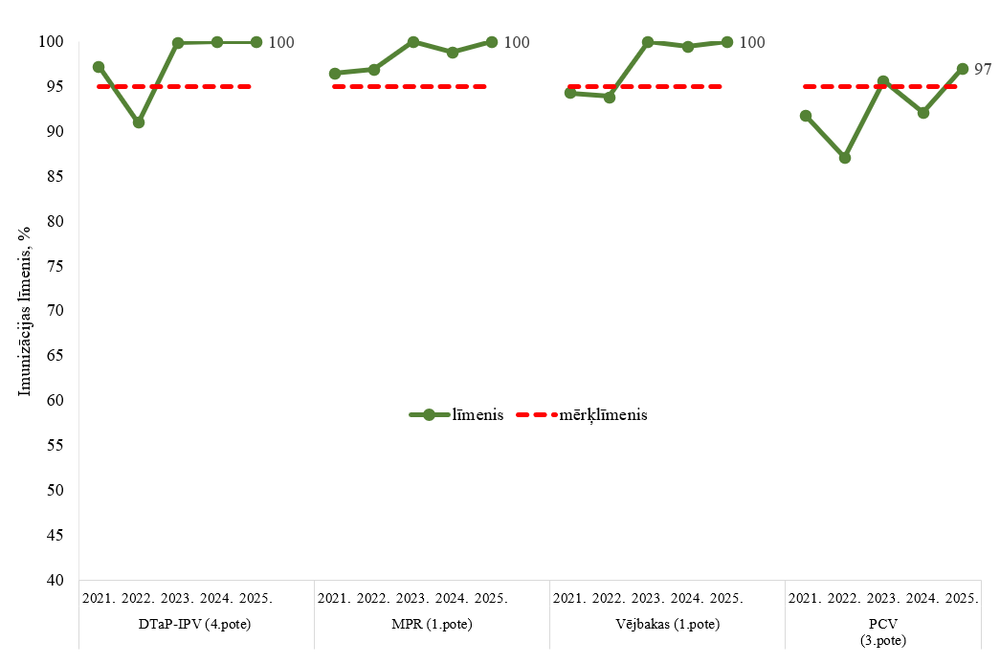 Imunizācijas līmenis, %
100
95
90
85
80
75
70
65
60
55
50
45
40
100
100
100
97
līmenis
mērķlīmenis
2021. 2022. 2023. 2024. 2025.
2021. 2022. 2023. 2024. 2025.
2021. 2022. 2023. 2024. 2025.
2021. 2022. 2023. 2024. 2025.
DTaP-IPV (4.pote)
MPR (1.pote)
Vējbakas (1.pote)
PCV
(3.pote)